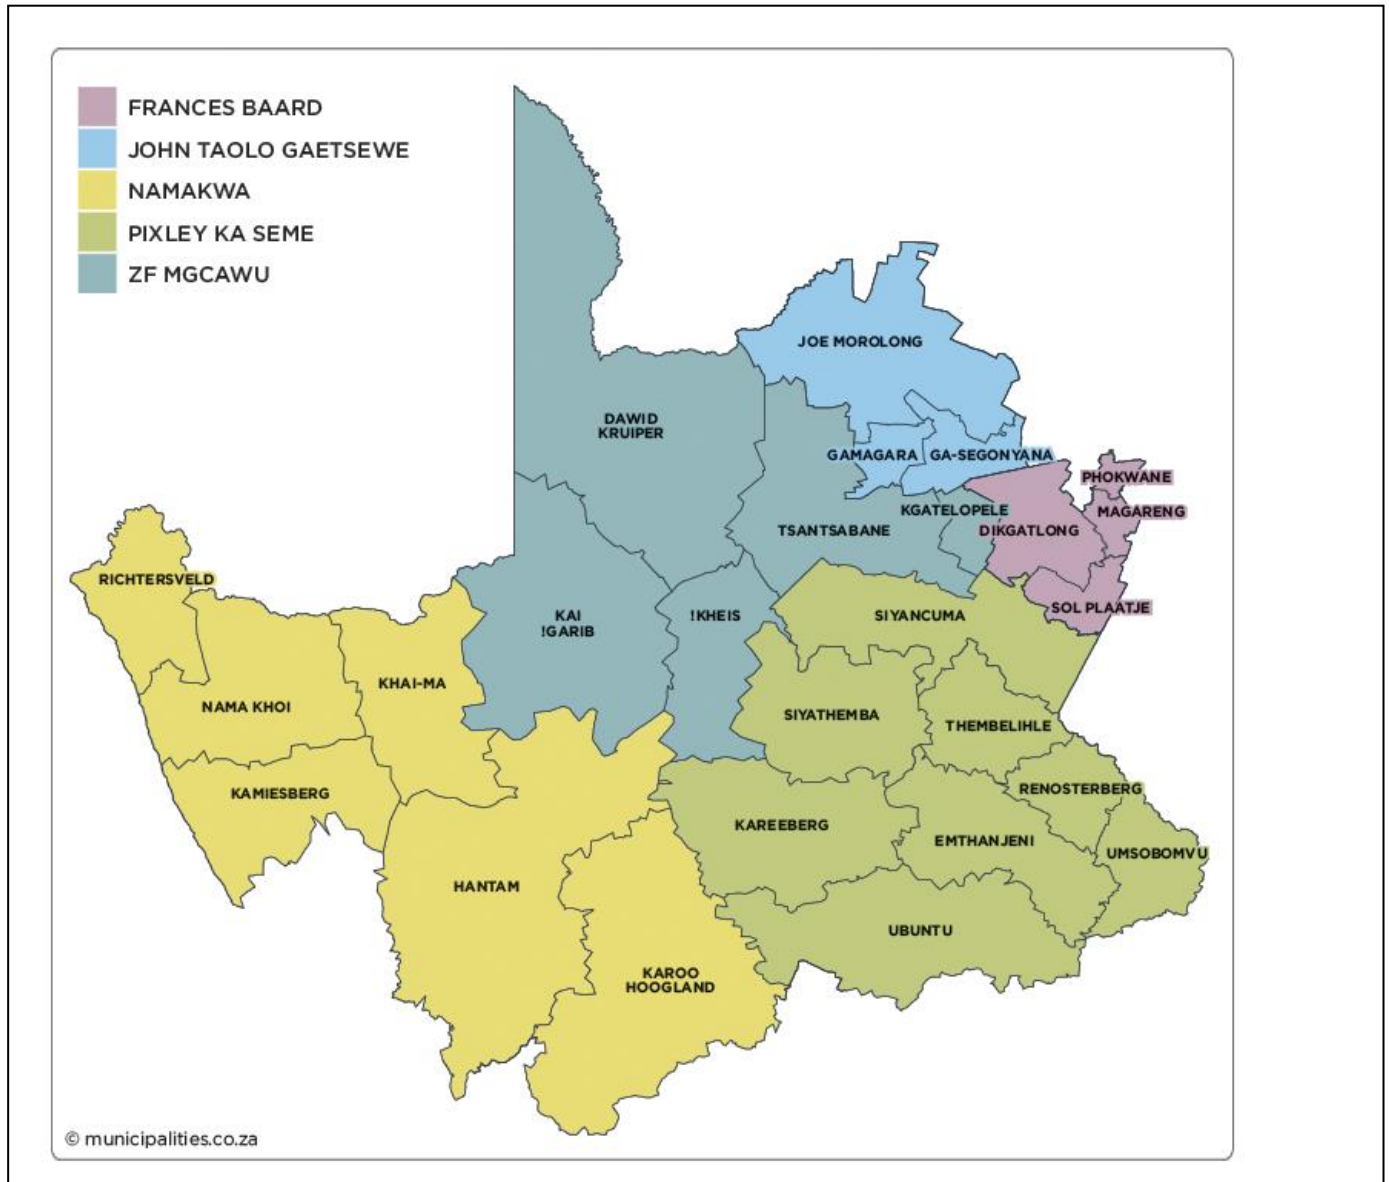 FRANCES BAARD
JOHN TAOLO GAETSEWE
NAMAKWA
PIXLEY KA SEME
ZF MGCAWU
JOE MOROLONG
DAWID
KRUIPER
GAMAGARA
GA-SEGONYANA
PHOKWANE
KGATELOPELE
MAGARENG
TSANTSABANE
DIKGATLONG
RICHTERSVELD
SOL PLAATJE
KAI
!GARIB
!KHEIS
SIYANCUMA
KHAI-MA
NAMA KHOI
SIYATHEMBA
THEMBELIHLE
KAMIESBERG
RENOSTERBERG
KAREEBERG
EMTHANJENI
UMSOBOMVU
HANTAM
UBUNTU
KAROO
HOOGLAND
© municipalities.co.za